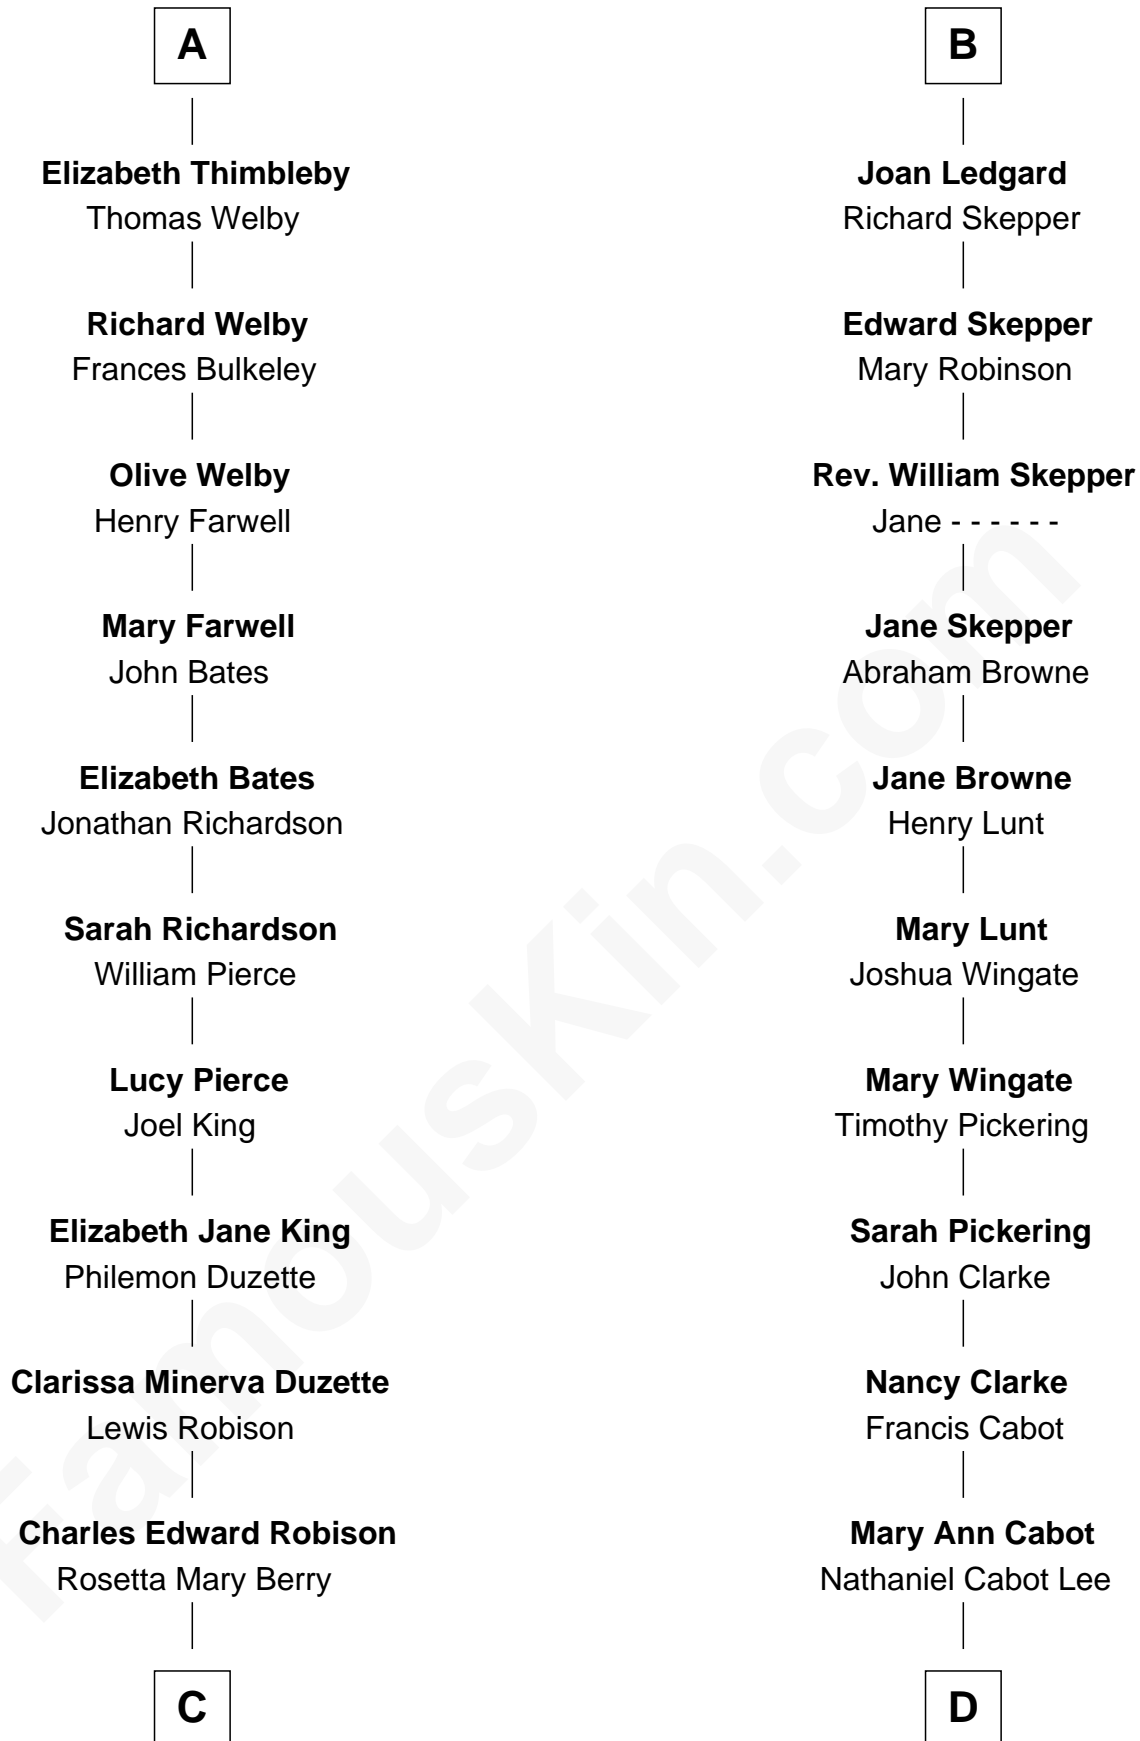 A
Elizabeth Thimbleby
Thomas Welby
Richard Welby
Frances Bulkeley
Olive Welby
Henry Farwell
Mary Farwell
John Bates
Elizabeth Bates
Jonathan Richardson
Sarah Richardson
William Pierce
Lucy Pierce
Joel King
Elizabeth Jane King
Philemon Duzette
Clarissa Minerva Duzette
Lewis Robison
Charles Edward Robison
Rosetta Mary Berry
C
B
Joan Ledgard
Richard Skepper
Edward Skepper
Mary Robinson
Rev. William Skepper
Jane - - - - - -
Jane Skepper
Abraham Browne
Jane Browne
Henry Lunt
Mary Lunt
Joshua Wingate
Mary Wingate
Timothy Pickering
Sarah Pickering
John Clarke
Nancy Clarke
Francis Cabot
Mary Ann Cabot
Nathaniel Cabot Lee
D
FamousKin.com